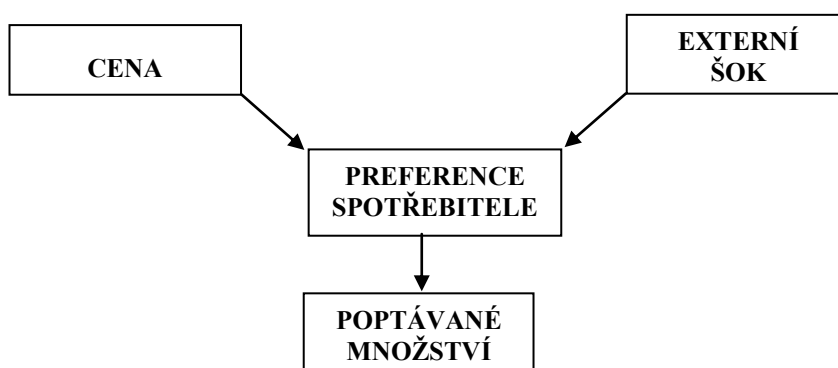 CENA
EXTERNÍ
ŠOK
PREFERENCE
SPOTŘEBITELE
POPTÁVANÉ
MNOŽSTVÍ